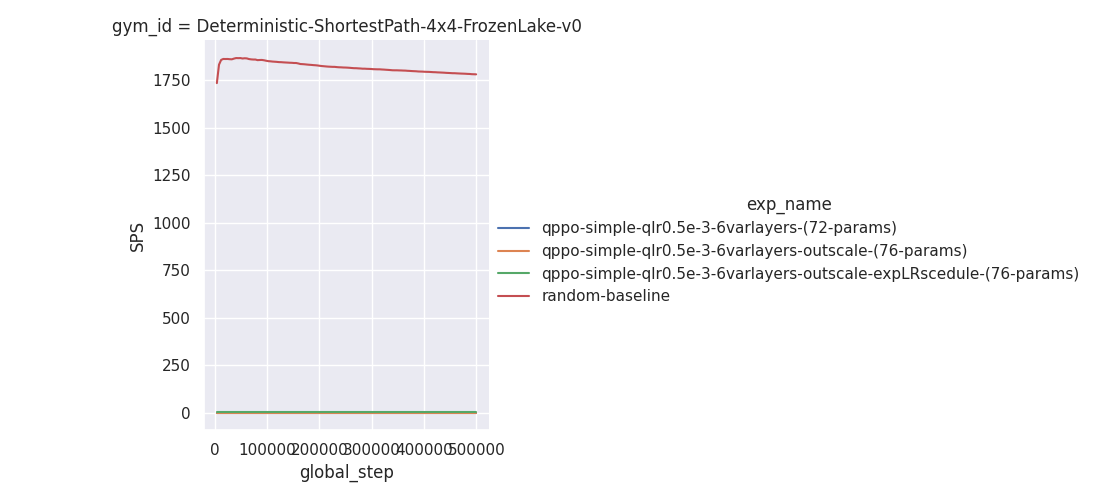 gym_id = Deterministic-ShortestPath-4x4-FrozenLake-v0
1750
1500
1250
1000
750
500
250
0
SPS
0 100000 200000 300000 400000 500000
global_step
exp_name
qppo-simple-qlr0.5e-3-6varlayers-(72-params)
qppo-simple-qlr0.5e-3-6varlayers-outscale-(76-params)
qppo-simple-qlr0.5e-3-6varlayers-outscale-expLRscedule-(76-params)
random-baseline